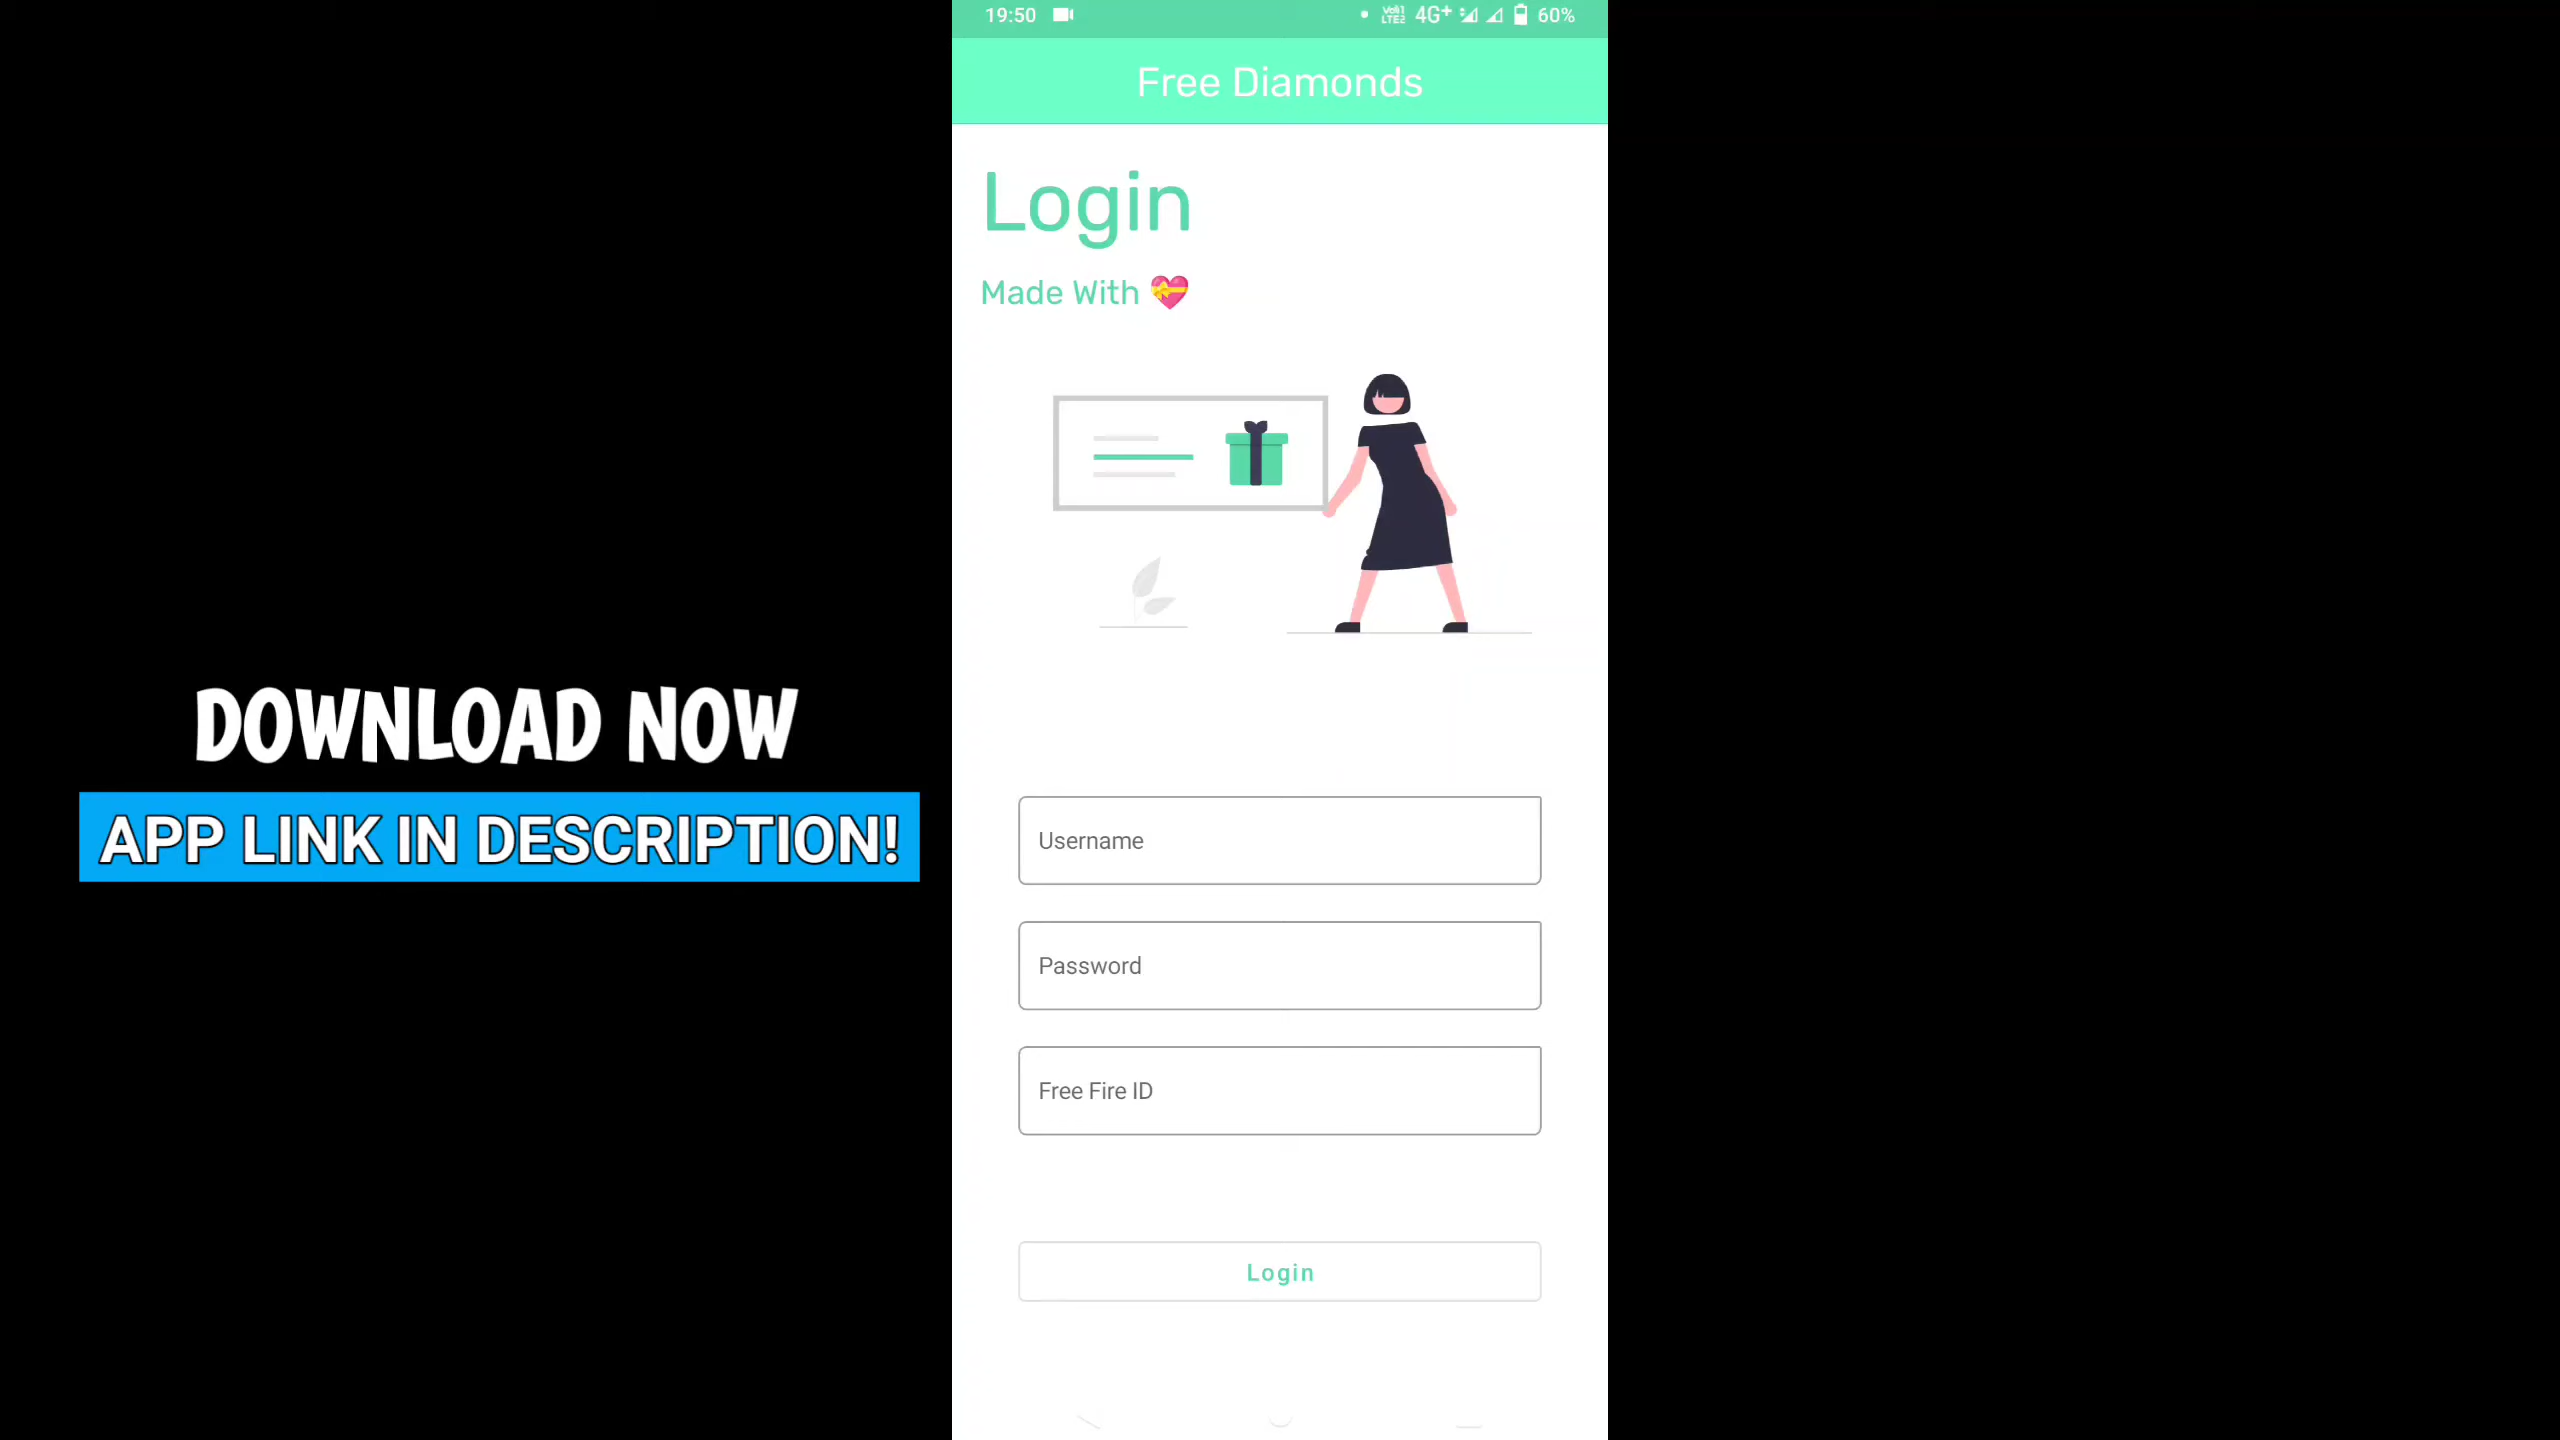 19:50 4G+ 60%
Free Diamonds
Login
Made With 💝
DOWNLOAD NOW
APP LINK IN DESCRIPTION!
Username
Password
Free Fire ID
Login